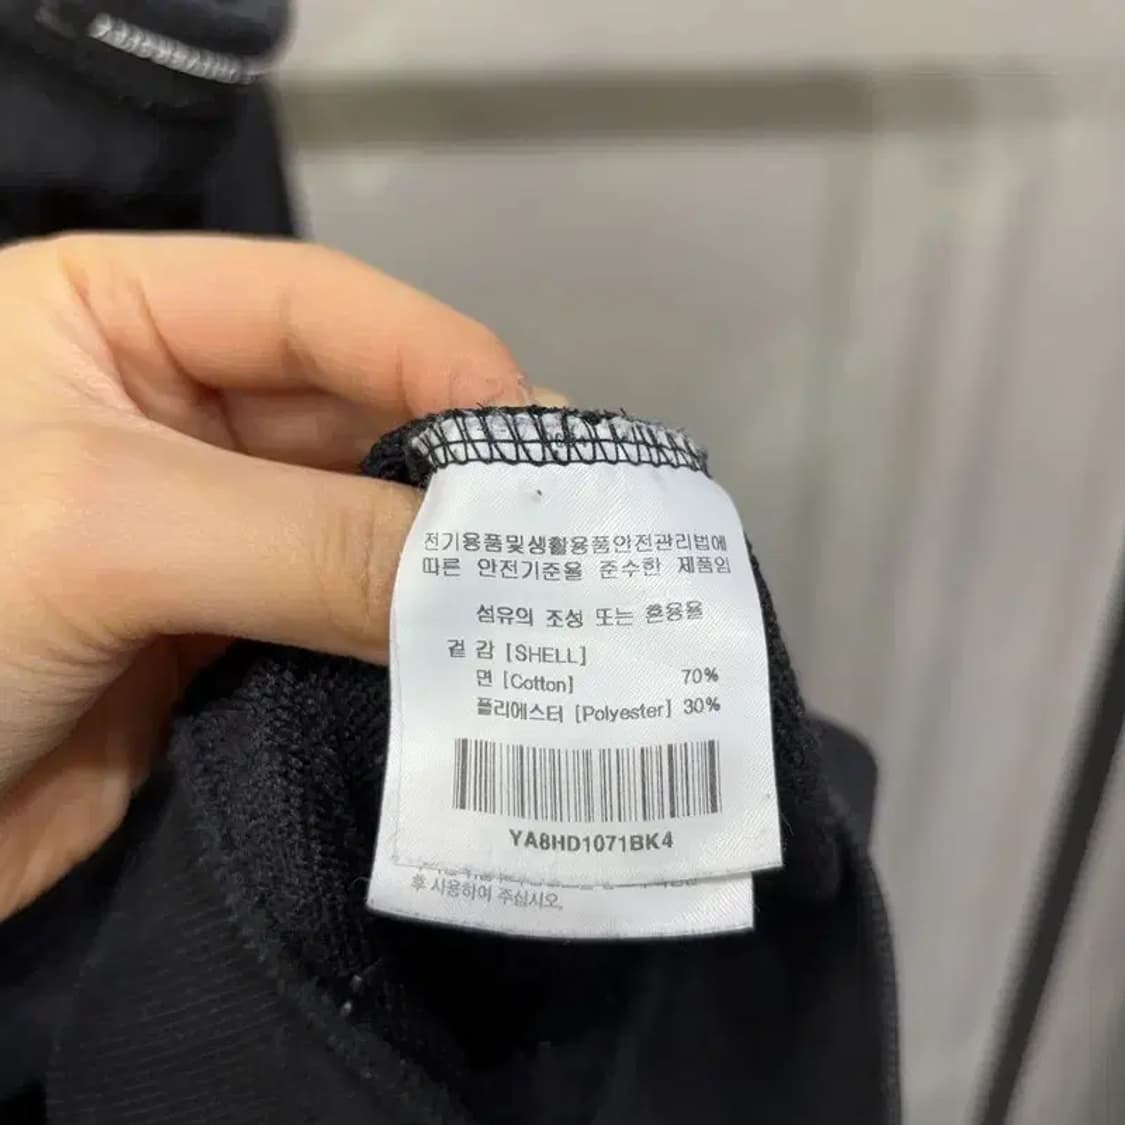 전기용품및생활용품안전관리법에
따른 안전기준을 준수한 제품임
섬유의 조성 또는 혼용율
겉 감 [SHELL]
면 [Cotton] 70%
폴리에스터 [Polyester] 30%
YA8HD1071BK4
후 사용하여 주십시오.